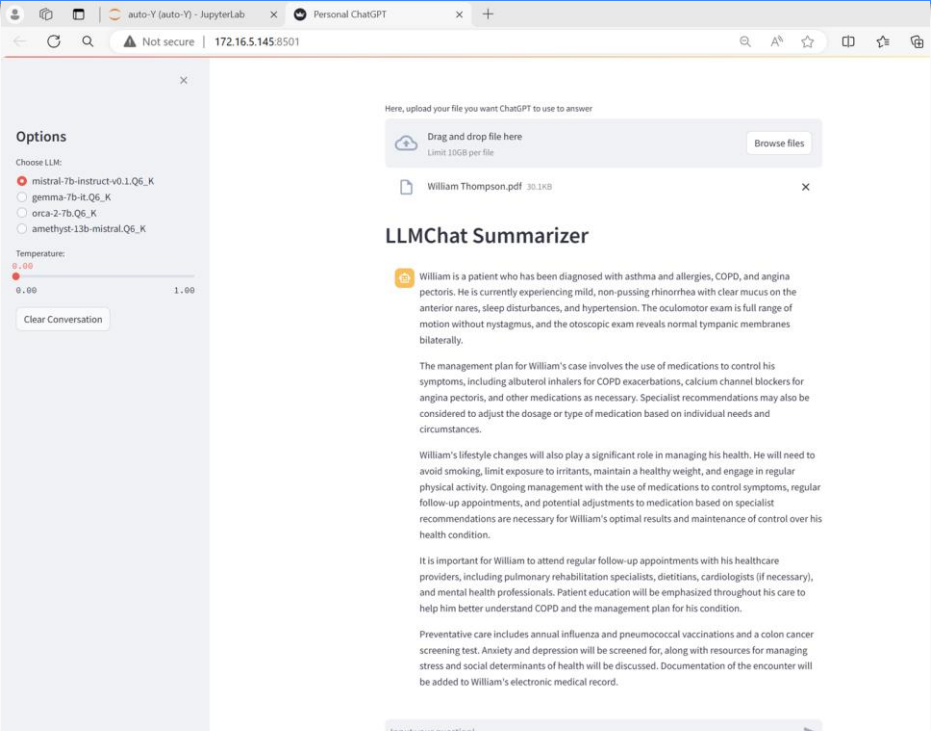 auto-Y (auto-Y) - JupyterLab
Personal ChatGPT
Not secure
172.16.5.145:8501
Options
Choose LLM:
mistral-7b-instruct-v0.1.Q6_K
gemma-7b-it.Q6_K
orca-2-7b.Q6_K
amethyst-13b-mistral.Q6_K
Temperature:
0.00
0.00 1.00
Clear Conversation
Here, upload your file you want ChatGPT to use to answer
Drag and drop file here
Limit 10GB per file
Browse files
William Thompson.pdf 30.1KB
LLMChat Summarizer
William is a patient who has been diagnosed with asthma and allergies, COPD, and angina
pectoris. He is currently experiencing mild, non-pussing rhinorrhea with clear mucus on the
anterior nares, sleep disturbances, and hypertension. The oculomotor exam is full range of
motion without nystagmus, and the otoscopic exam reveals normal tympanic membranes
bilaterally.
The management plan for William's case involves the use of medications to control his
symptoms, including albuterol inhalers for COPD exacerbations, calcium channel blockers for
angina pectoris, and other medications as necessary. Specialist recommendations may also be
considered to adjust the dosage or type of medication based on individual needs and
circumstances.
William's lifestyle changes will also play a significant role in managing his health. He will need to
avoid smoking, limit exposure to irritants, maintain a healthy weight, and engage in regular
physical activity. Ongoing management with the use of medications to control symptoms, regular
follow-up appointments, and potential adjustments to medication based on specialist
recommendations are necessary for William's optimal results and maintenance of control over his
health condition.
It is important for William to attend regular follow-up appointments with his healthcare
providers, including pulmonary rehabilitation specialists, dietitians, cardiologists (if necessary),
and mental health professionals. Patient education will be emphasized throughout his care to
help him better understand COPD and the management plan for his condition.
Preventative care includes annual influenza and pneumococcal vaccinations and a colon cancer
screening test. Anxiety and depression will be screened for, along with resources for managing
stress and social determinants of health will be discussed. Documentation of the encounter will
be added to William's electronic medical record.